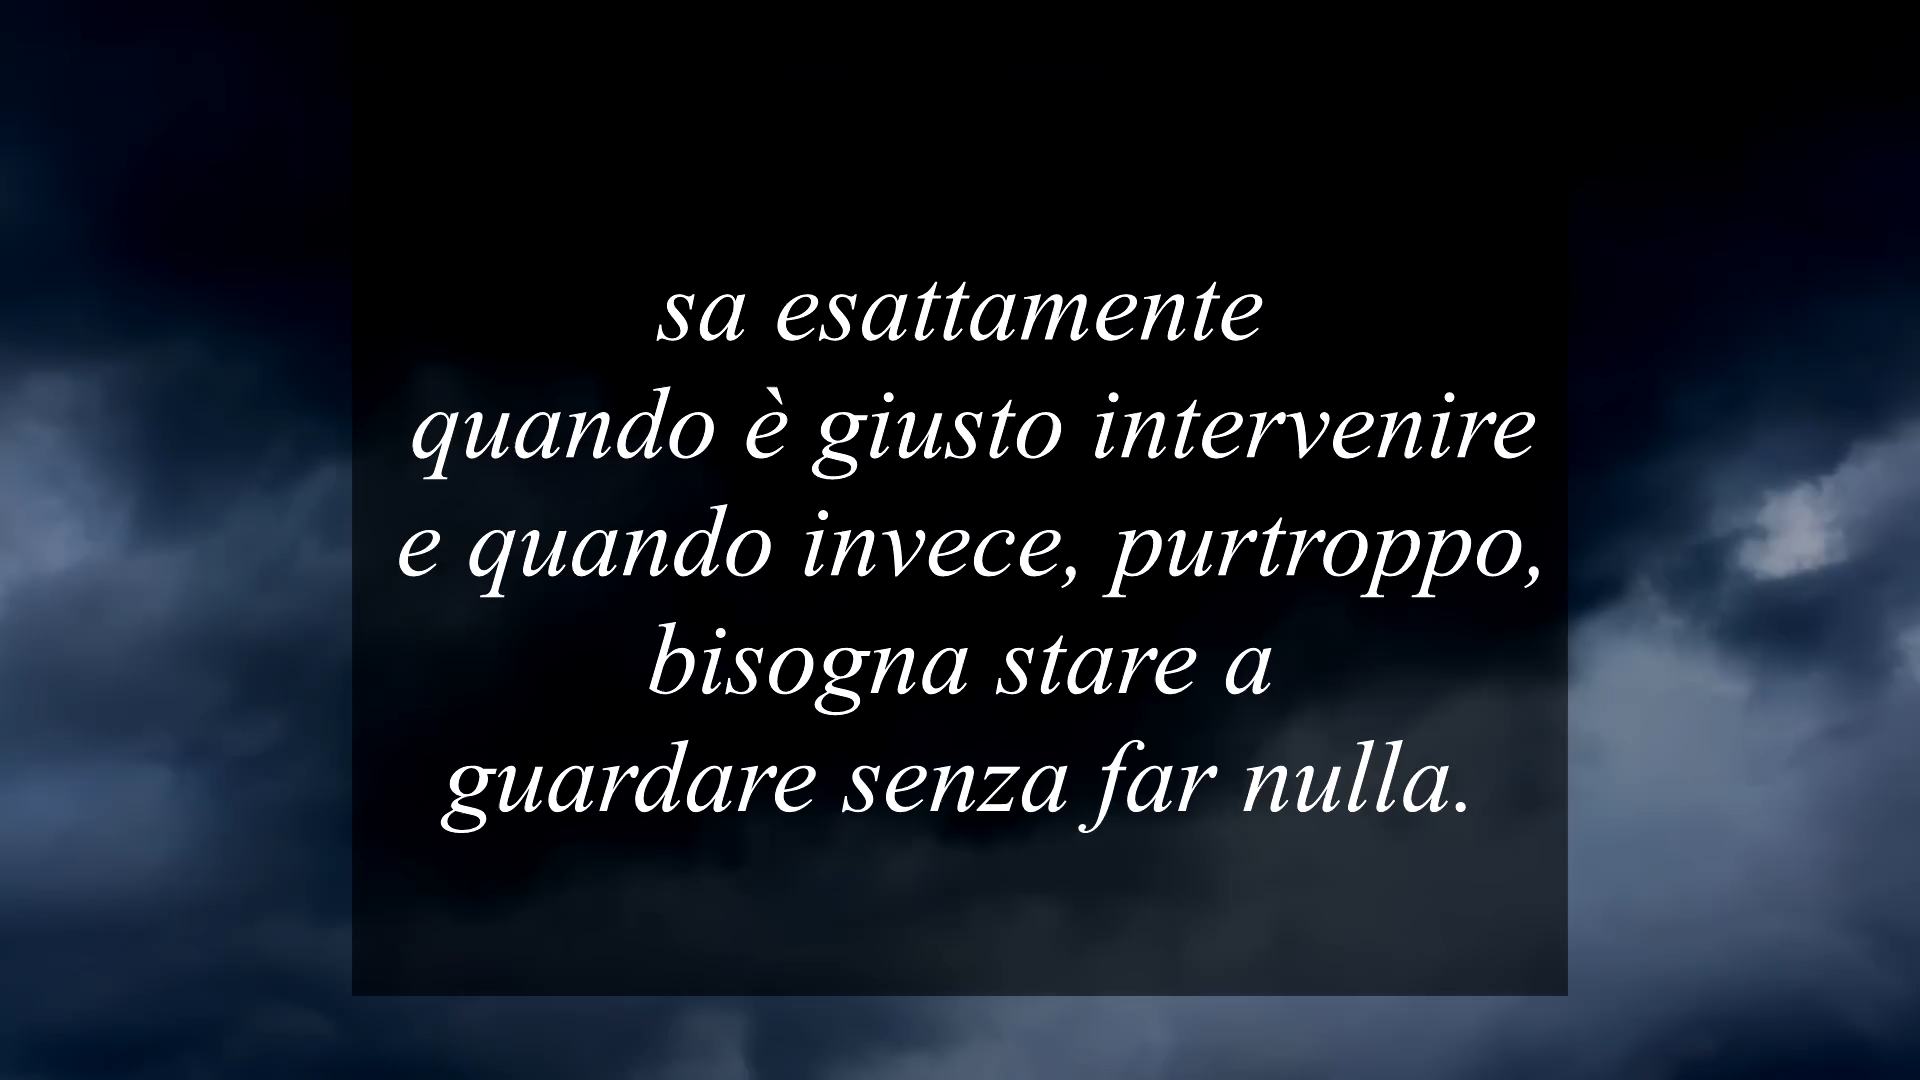 sa esattamente
quando è giusto intervenire
e quando invece, purtroppo,
bisogna stare a
guardare senza far nulla.